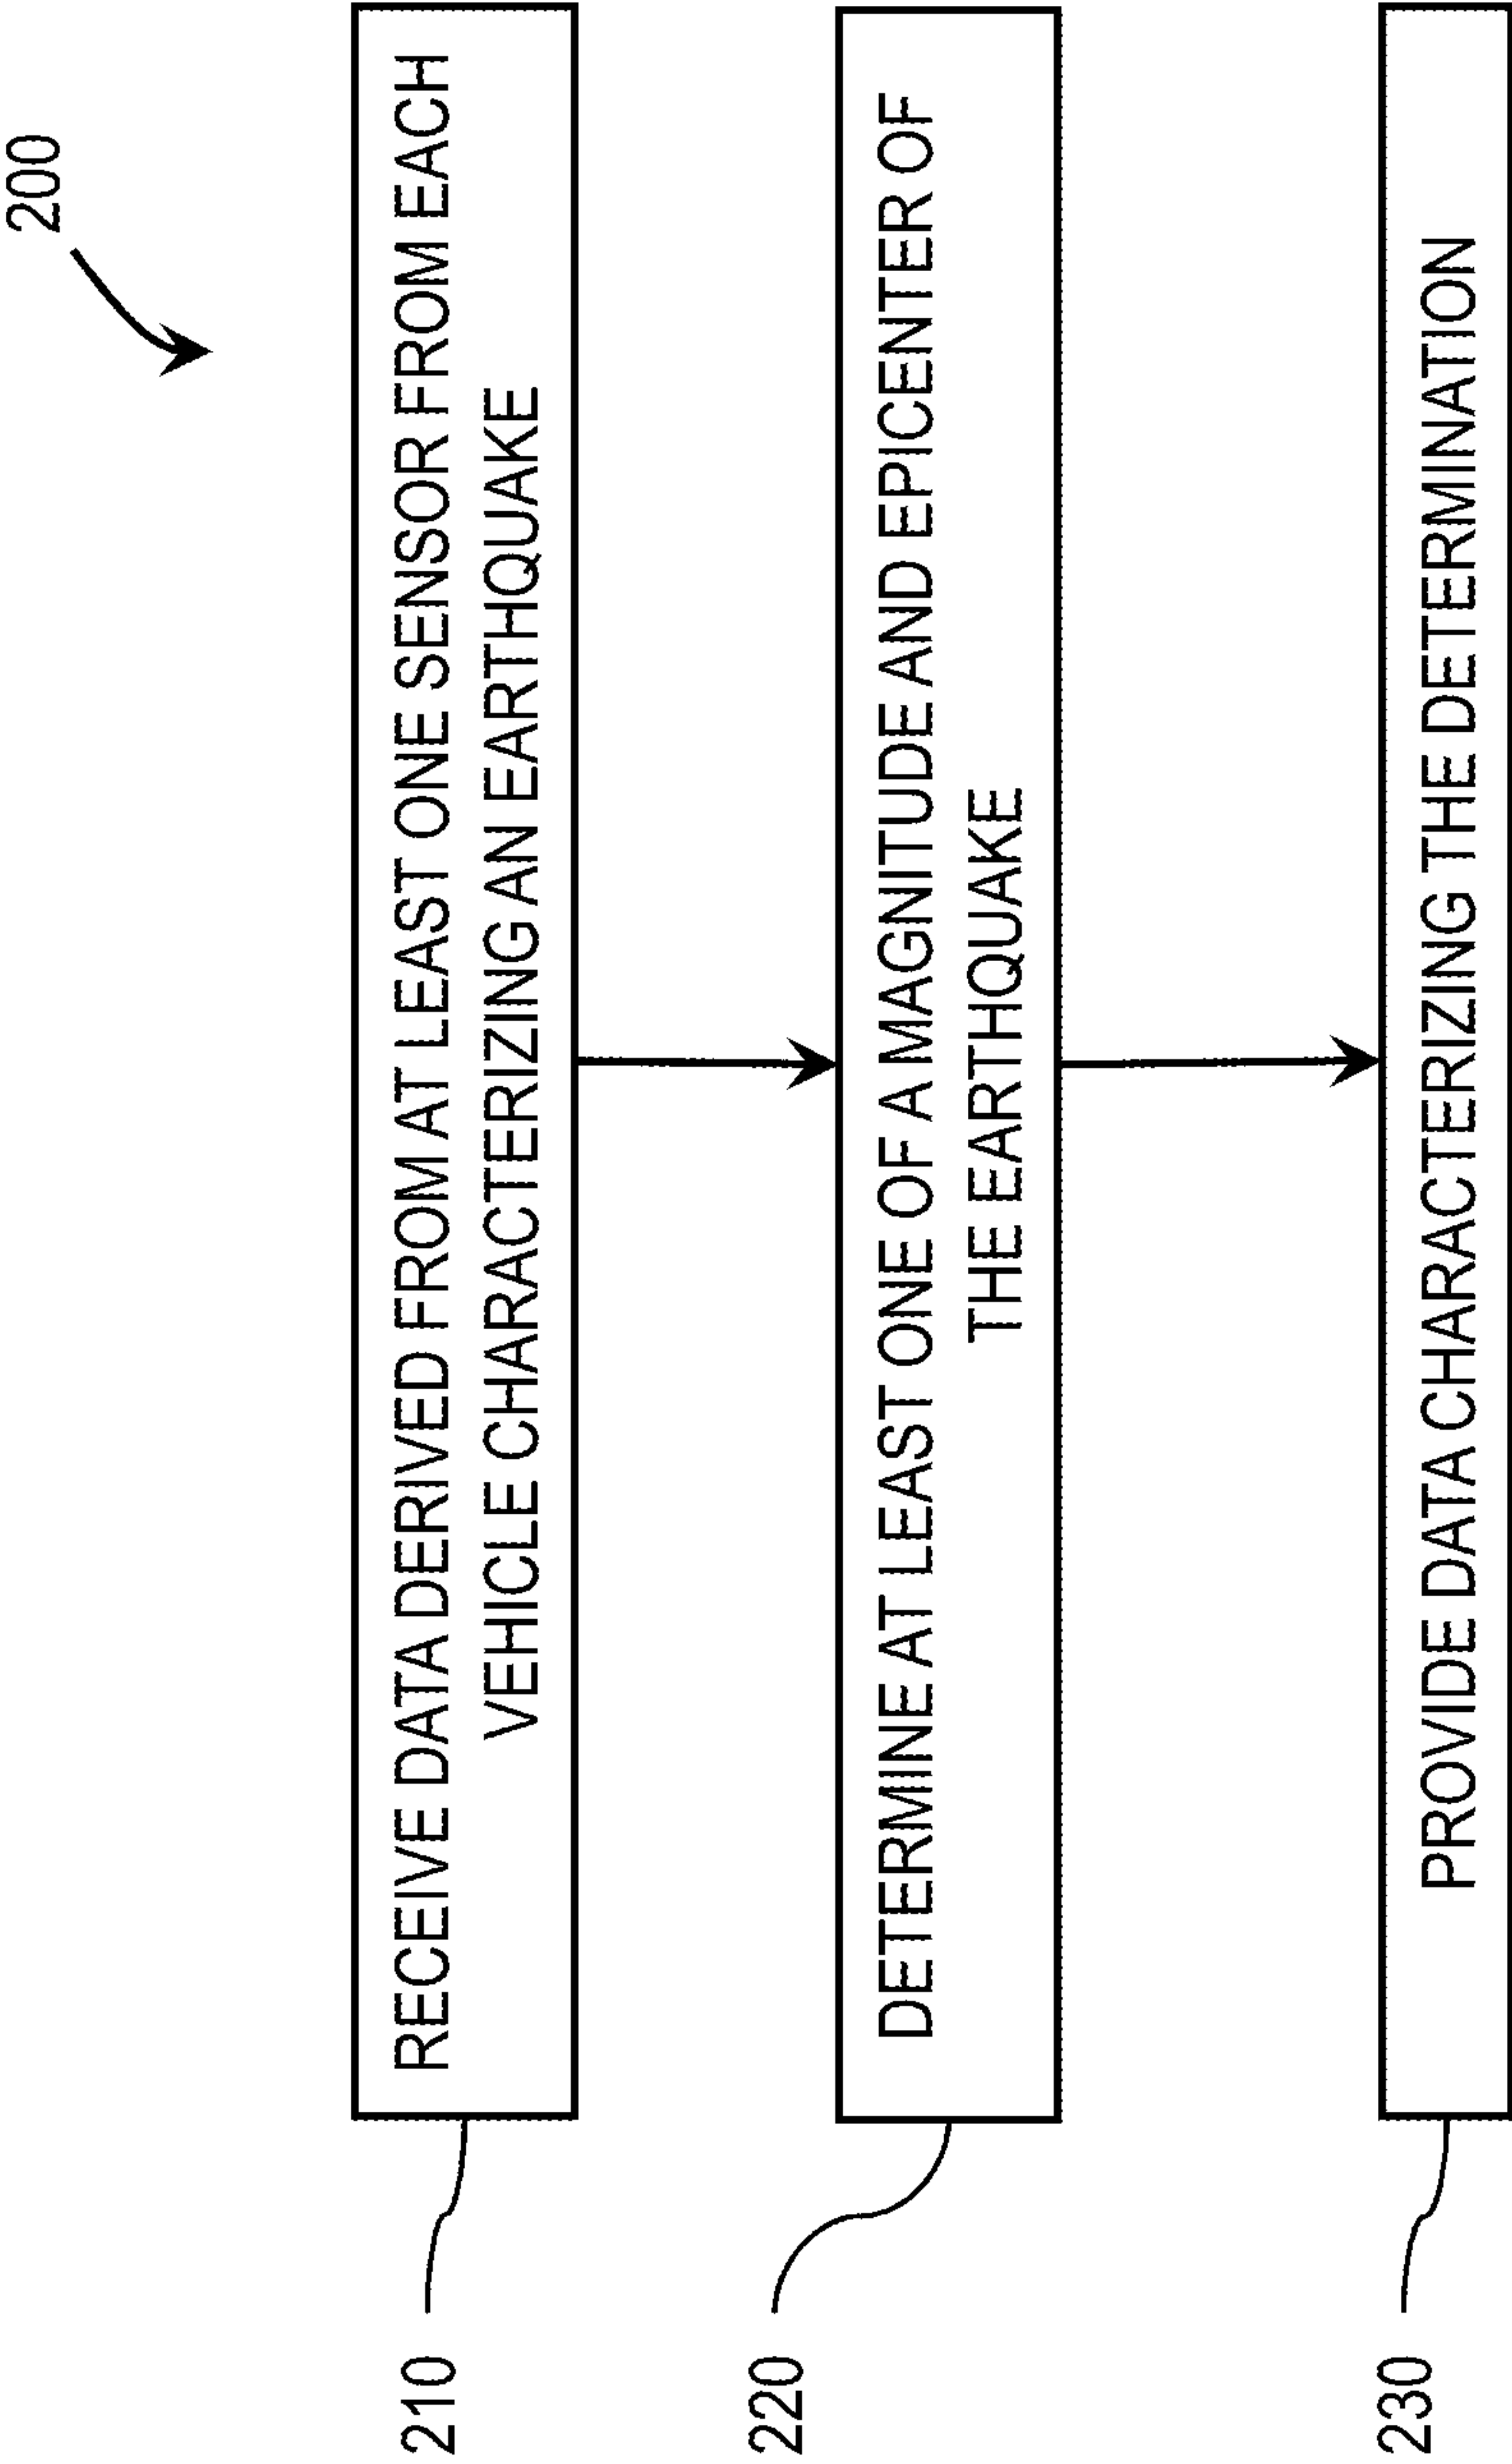 200
210
RECEIVE DATA DERIVED FROM AT LEAST ONE SENSOR FROM EACH
VEHICLE CHARACTERIZING AN EARTHQUAKE
220
DETERMINE AT LEAST ONE OF A MAGNITUDE AND EPICENTER OF
THE EARTHQUAKE
230
PROVIDE DATA CHARACTERIZING THE DETERMINATION